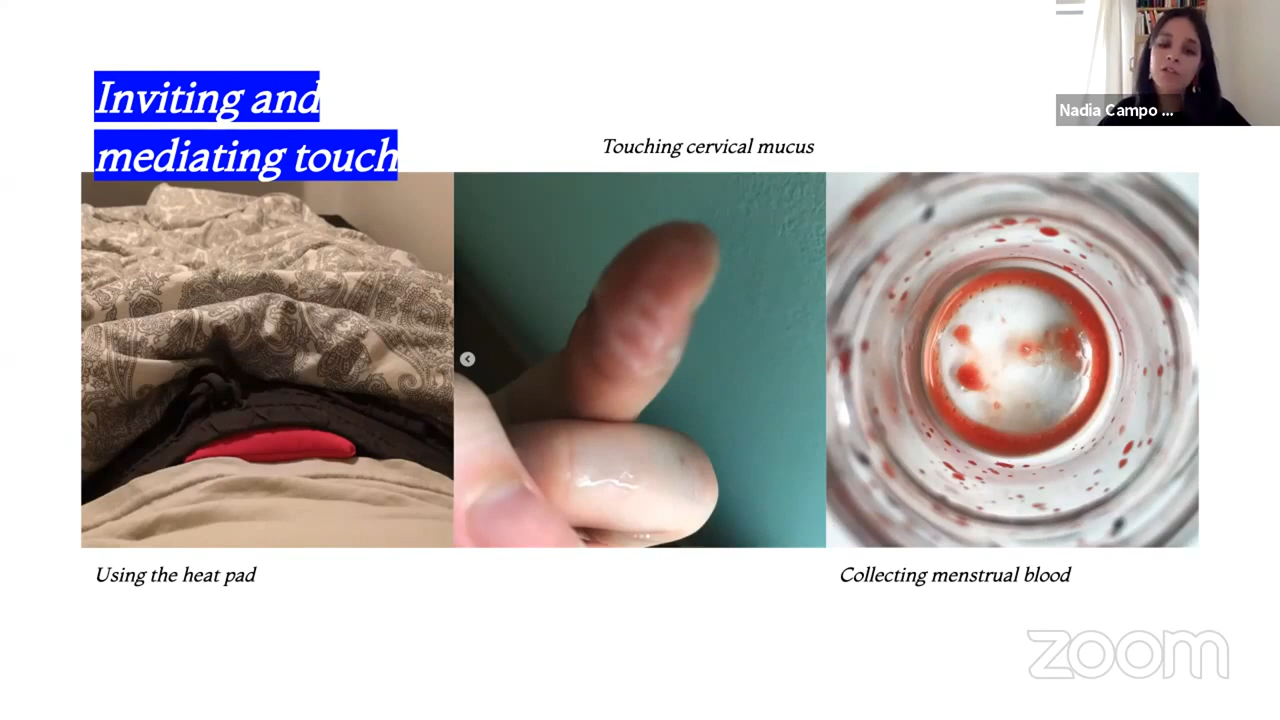 Inviting and
mediating touch
Nadia Campo ...
Touching cervical mucus
Using the heat pad
Collecting menstrual blood
zoom